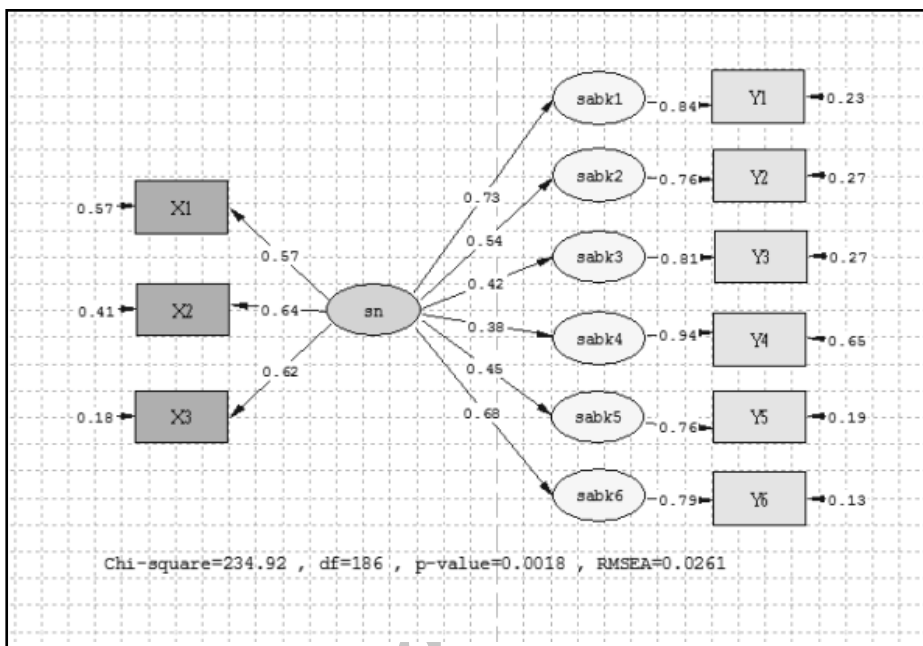 sabk1
0.84
Y1
0.23
sabk2
0.76
Y2
0.27
0.73
0.57
X1
0.54
sabk3
0.81
Y3
0.27
0.57
0.42
0.41
X2
0.64
sn
0.38
sabk4
0.94
Y4
0.65
0.62
0.45
0.18
X3
0.68
sabk5
0.76
Y5
0.19
sabk6
0.79
Y6
0.13
Chi-square=234.92 , df=186 , p-value=0.0018 , RMSEA=0.0261